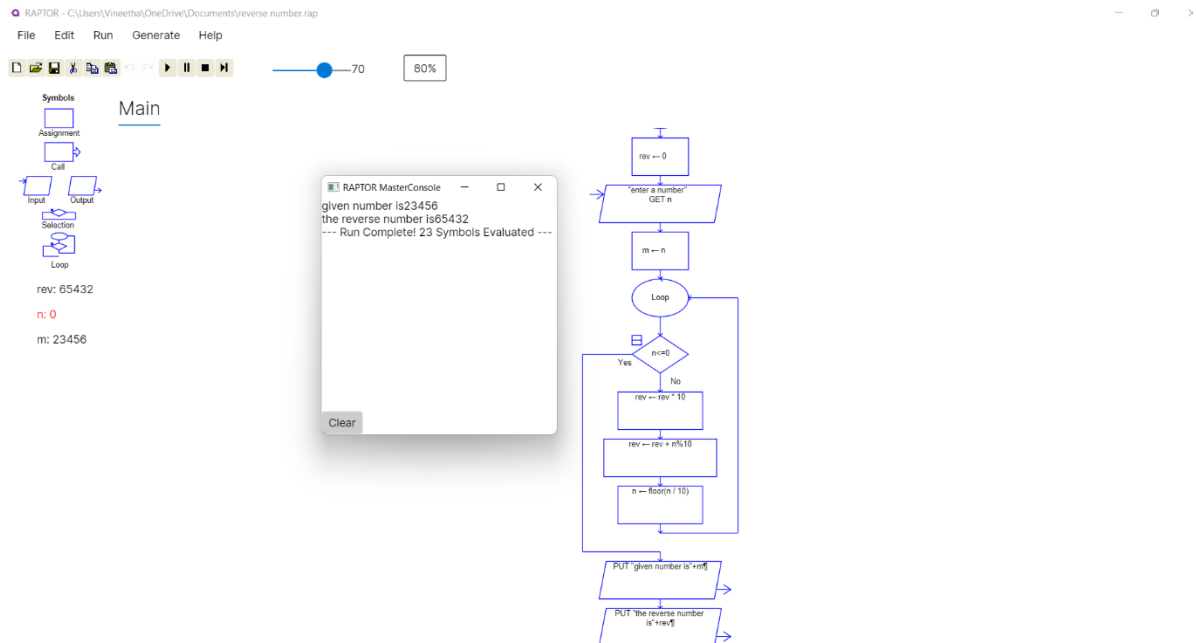 RAPTOR - C:\Users\Vineetha\OneDrive\Documents\reverse number.rap
File Edit Run Generate Help
70
80%
Symbols
Assignment
Call
Input Output
Selection
Loop
rev: 65432
n: 0
m: 23456
Main
RAPTOR MasterConsole
given number is23456
the reverse number is65432
--- Run Complete! 23 Symbols Evaluated ---
Clear
rev ← 0
"enter a number"
GET n
m ← n
Loop
n<=0
Yes
No
rev ← rev * 10
rev ← rev + n%10
n ← floor(n / 10)
PUT "given number is"+m¶
PUT "the reverse number
is"+rev¶